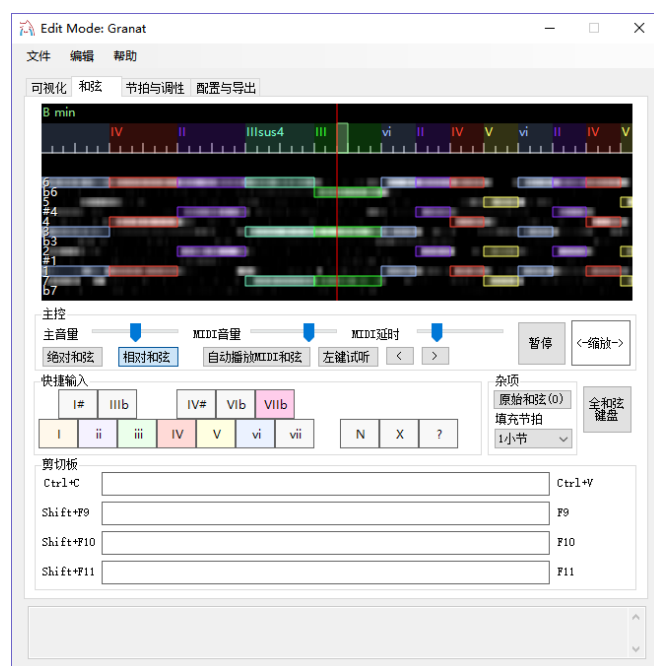 Edit Mode: Granat
文件 编辑 帮助
可视化 和弦 节拍与调性 配置与导出
B min
IV II IIIsus4 III vi II IV V vi II IV V
6
b6
5
#4
4
3
b3
2
#1
1
7
b7
主控
主音量 MIDI音量 MIDI延时
绝对和弦 相对和弦 自动播放MIDI和弦 左键试听 < >
暂停 <-缩放->
快捷输入
I# IIIb IV# VIb VIIb
I ii iii IV V vi vii N X ?
杂项
原始和弦(0)
填充节拍
1小节
全和弦
键盘
剪切板
Ctrl+C Ctrl+V
Shift+F9 F9
Shift+F10 F10
Shift+F11 F11